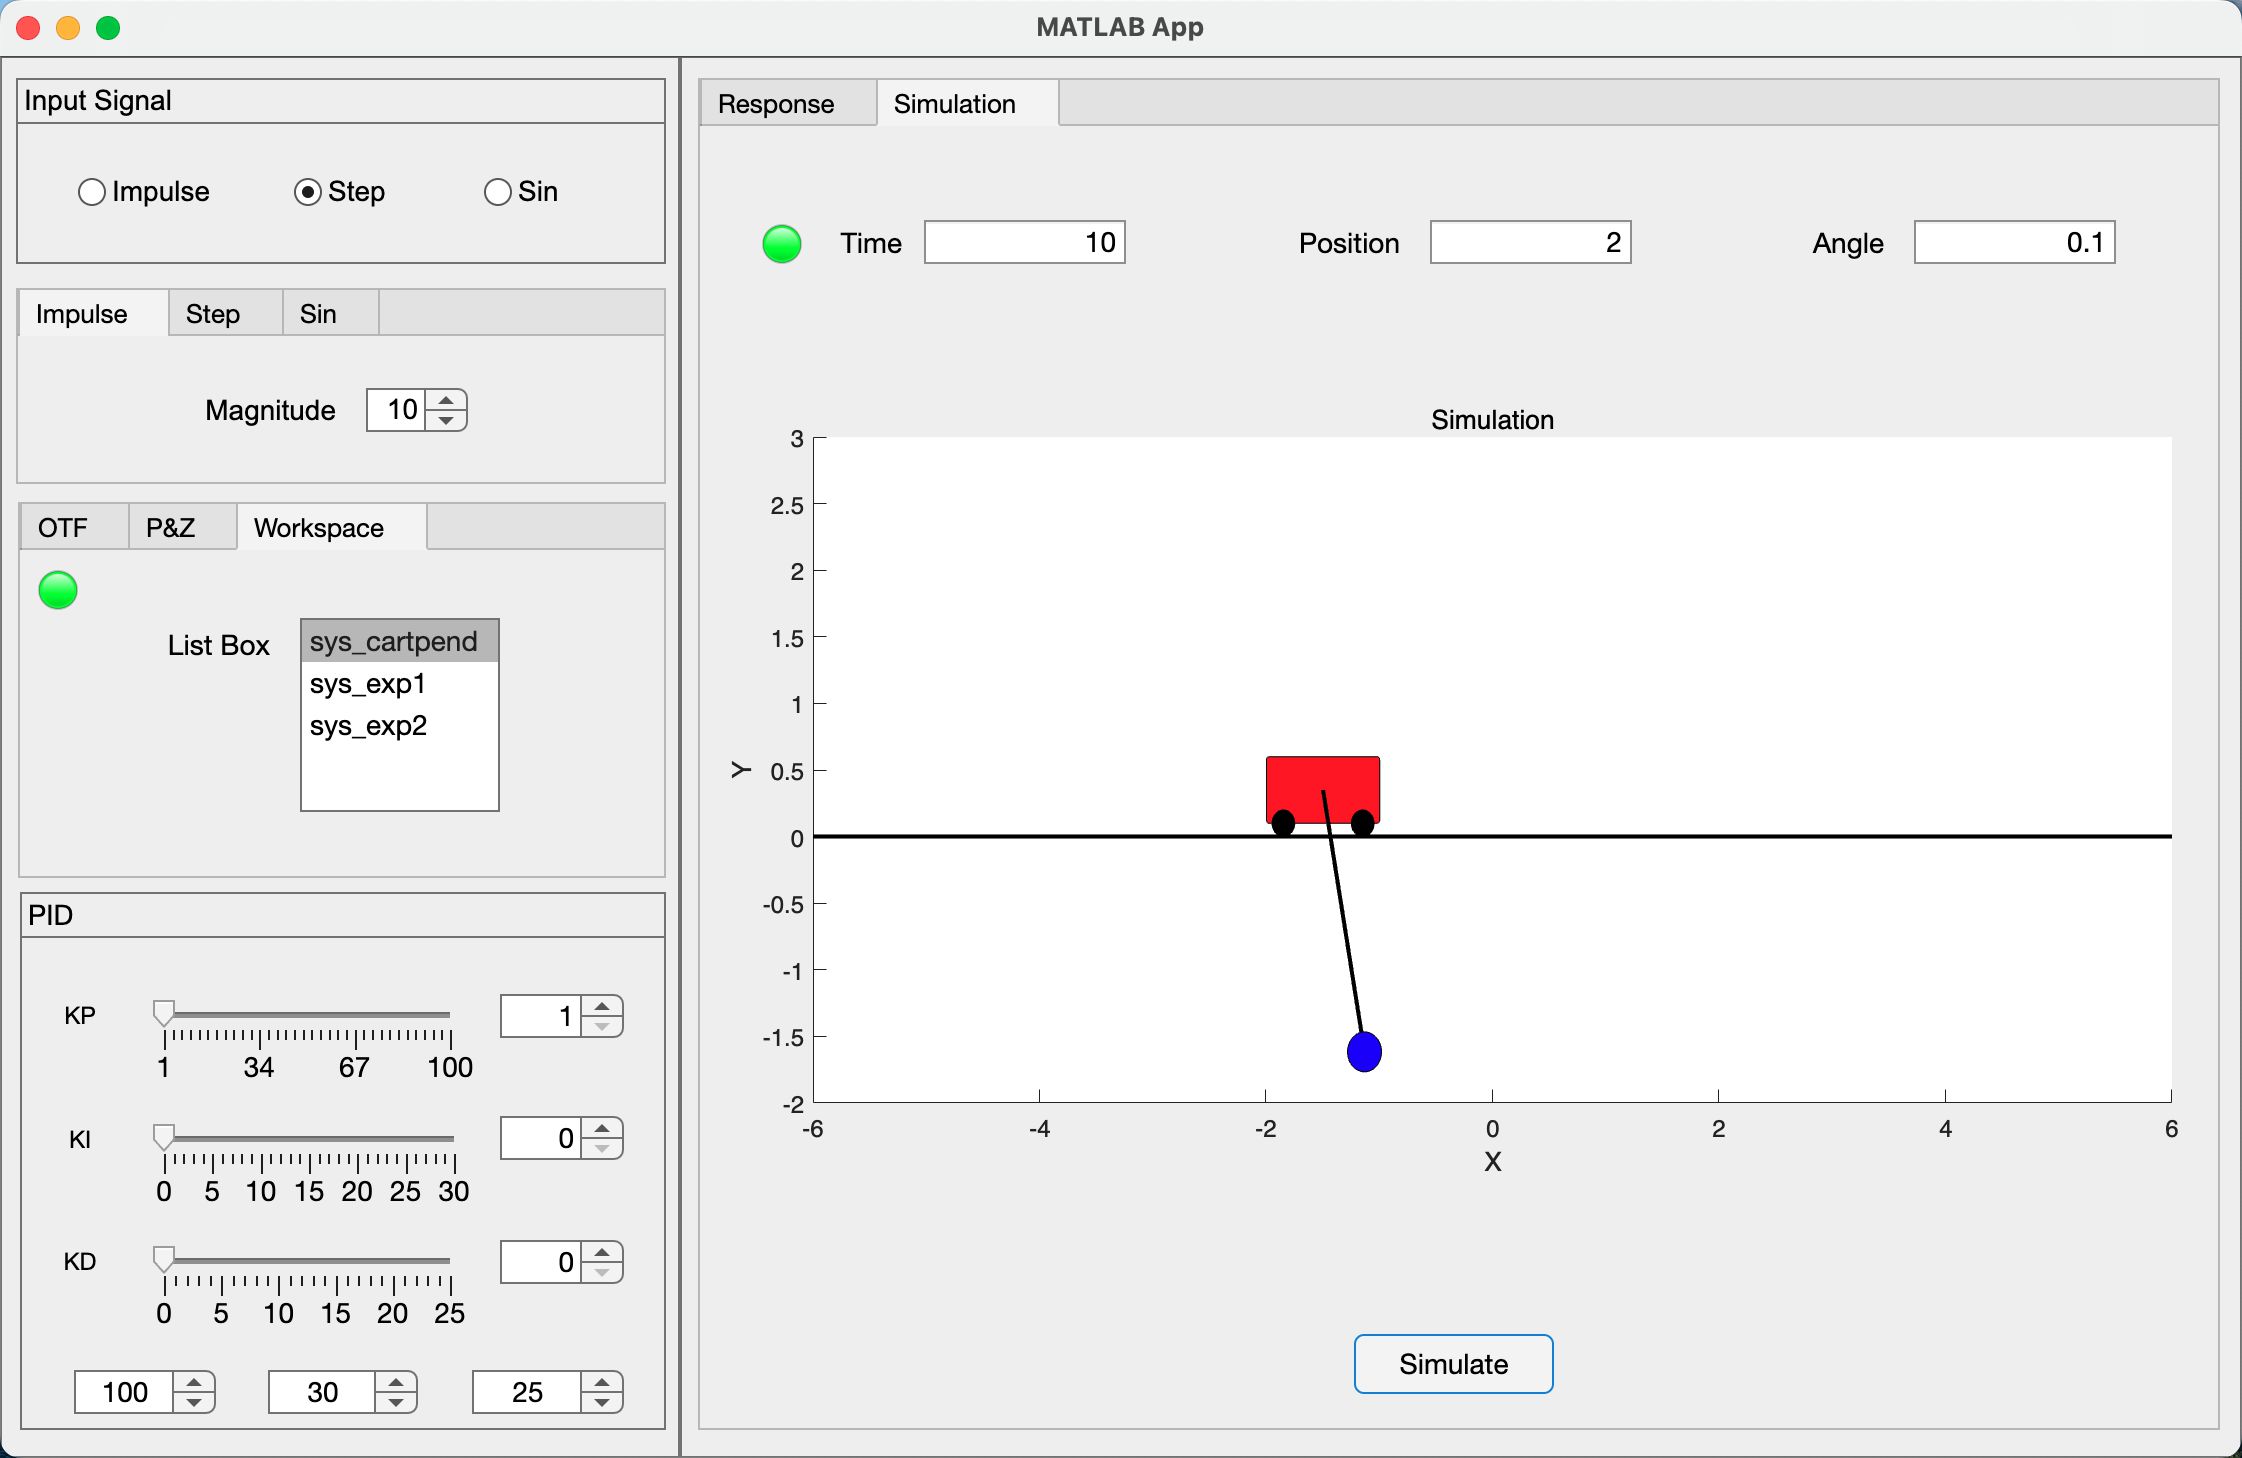 MATLAB App
Input Signal
Impulse Step Sin
Impulse Step Sin
Magnitude 10
OTF P&Z Workspace
List Box
sys_cartpend
sys_exp1
sys_exp2
PID
KP 1
1 34 67 100
KI 0
0 5 10 15 20 25 30
KD 0
0 5 10 15 20 25
100 30 25
Response Simulation
Time 10 Position 2 Angle 0.1
Simulation
3
2.5
2
1.5
1
Y 0.5
0
-0.5
-1
-1.5
-2
-6 -4 -2 0 2 4 6
X
Simulate